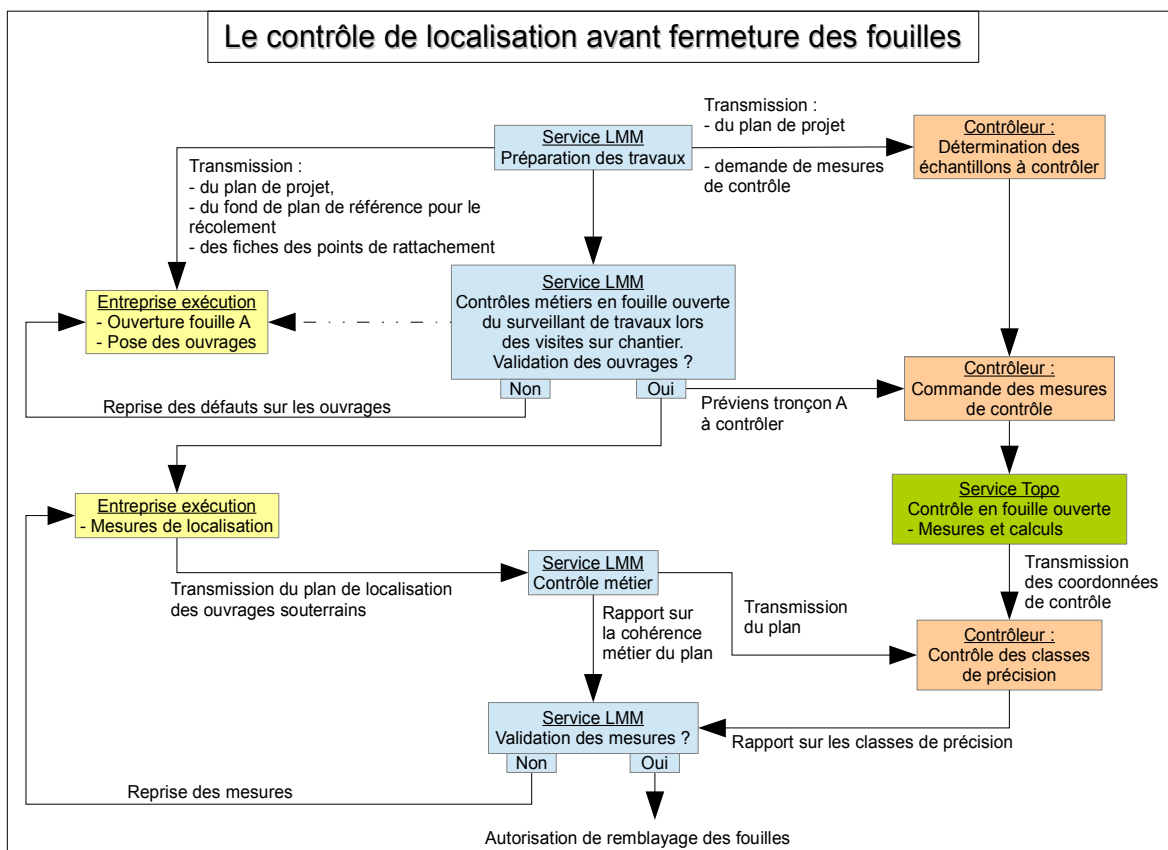 Le contrôle de localisation avant fermeture des fouilles
Transmission :
- du plan de projet
- demande de mesures
de contrôle
Service LMM
Préparation des travaux
Contrôleur :
Détermination des
échantillons à contrôler
Transmission :
- du plan de projet,
- du fond de plan de référence pour le
récolement
- des fiches des points de rattachement
Service LMM
Contrôles métiers en fouille ouverte
du surveillant de travaux lors
des visites sur chantier.
Validation des ouvrages ?
Non
Oui
Entreprise exécution
- Ouverture fouille A
- Pose des ouvrages
Reprise des défauts sur les ouvrages
Préviens tronçon A
à contrôler
Contrôleur :
Commande des mesures
de contrôle
Entreprise exécution
- Mesures de localisation
Service Topo
Contrôle en fouille ouverte
- Mesures et calculs
Transmission du plan de localisation
des ouvrages souterrains
Service LMM
Contrôle métier
Transmission
des coordonnées
de contrôle
Rapport sur
la cohérence
métier du plan
Transmission
du plan
Contrôleur :
Contrôle des classes
de précision
Service LMM
Validation des mesures ?
Non
Oui
Rapport sur les classes de précision
Reprise des mesures
Autorisation de remblayage des fouilles